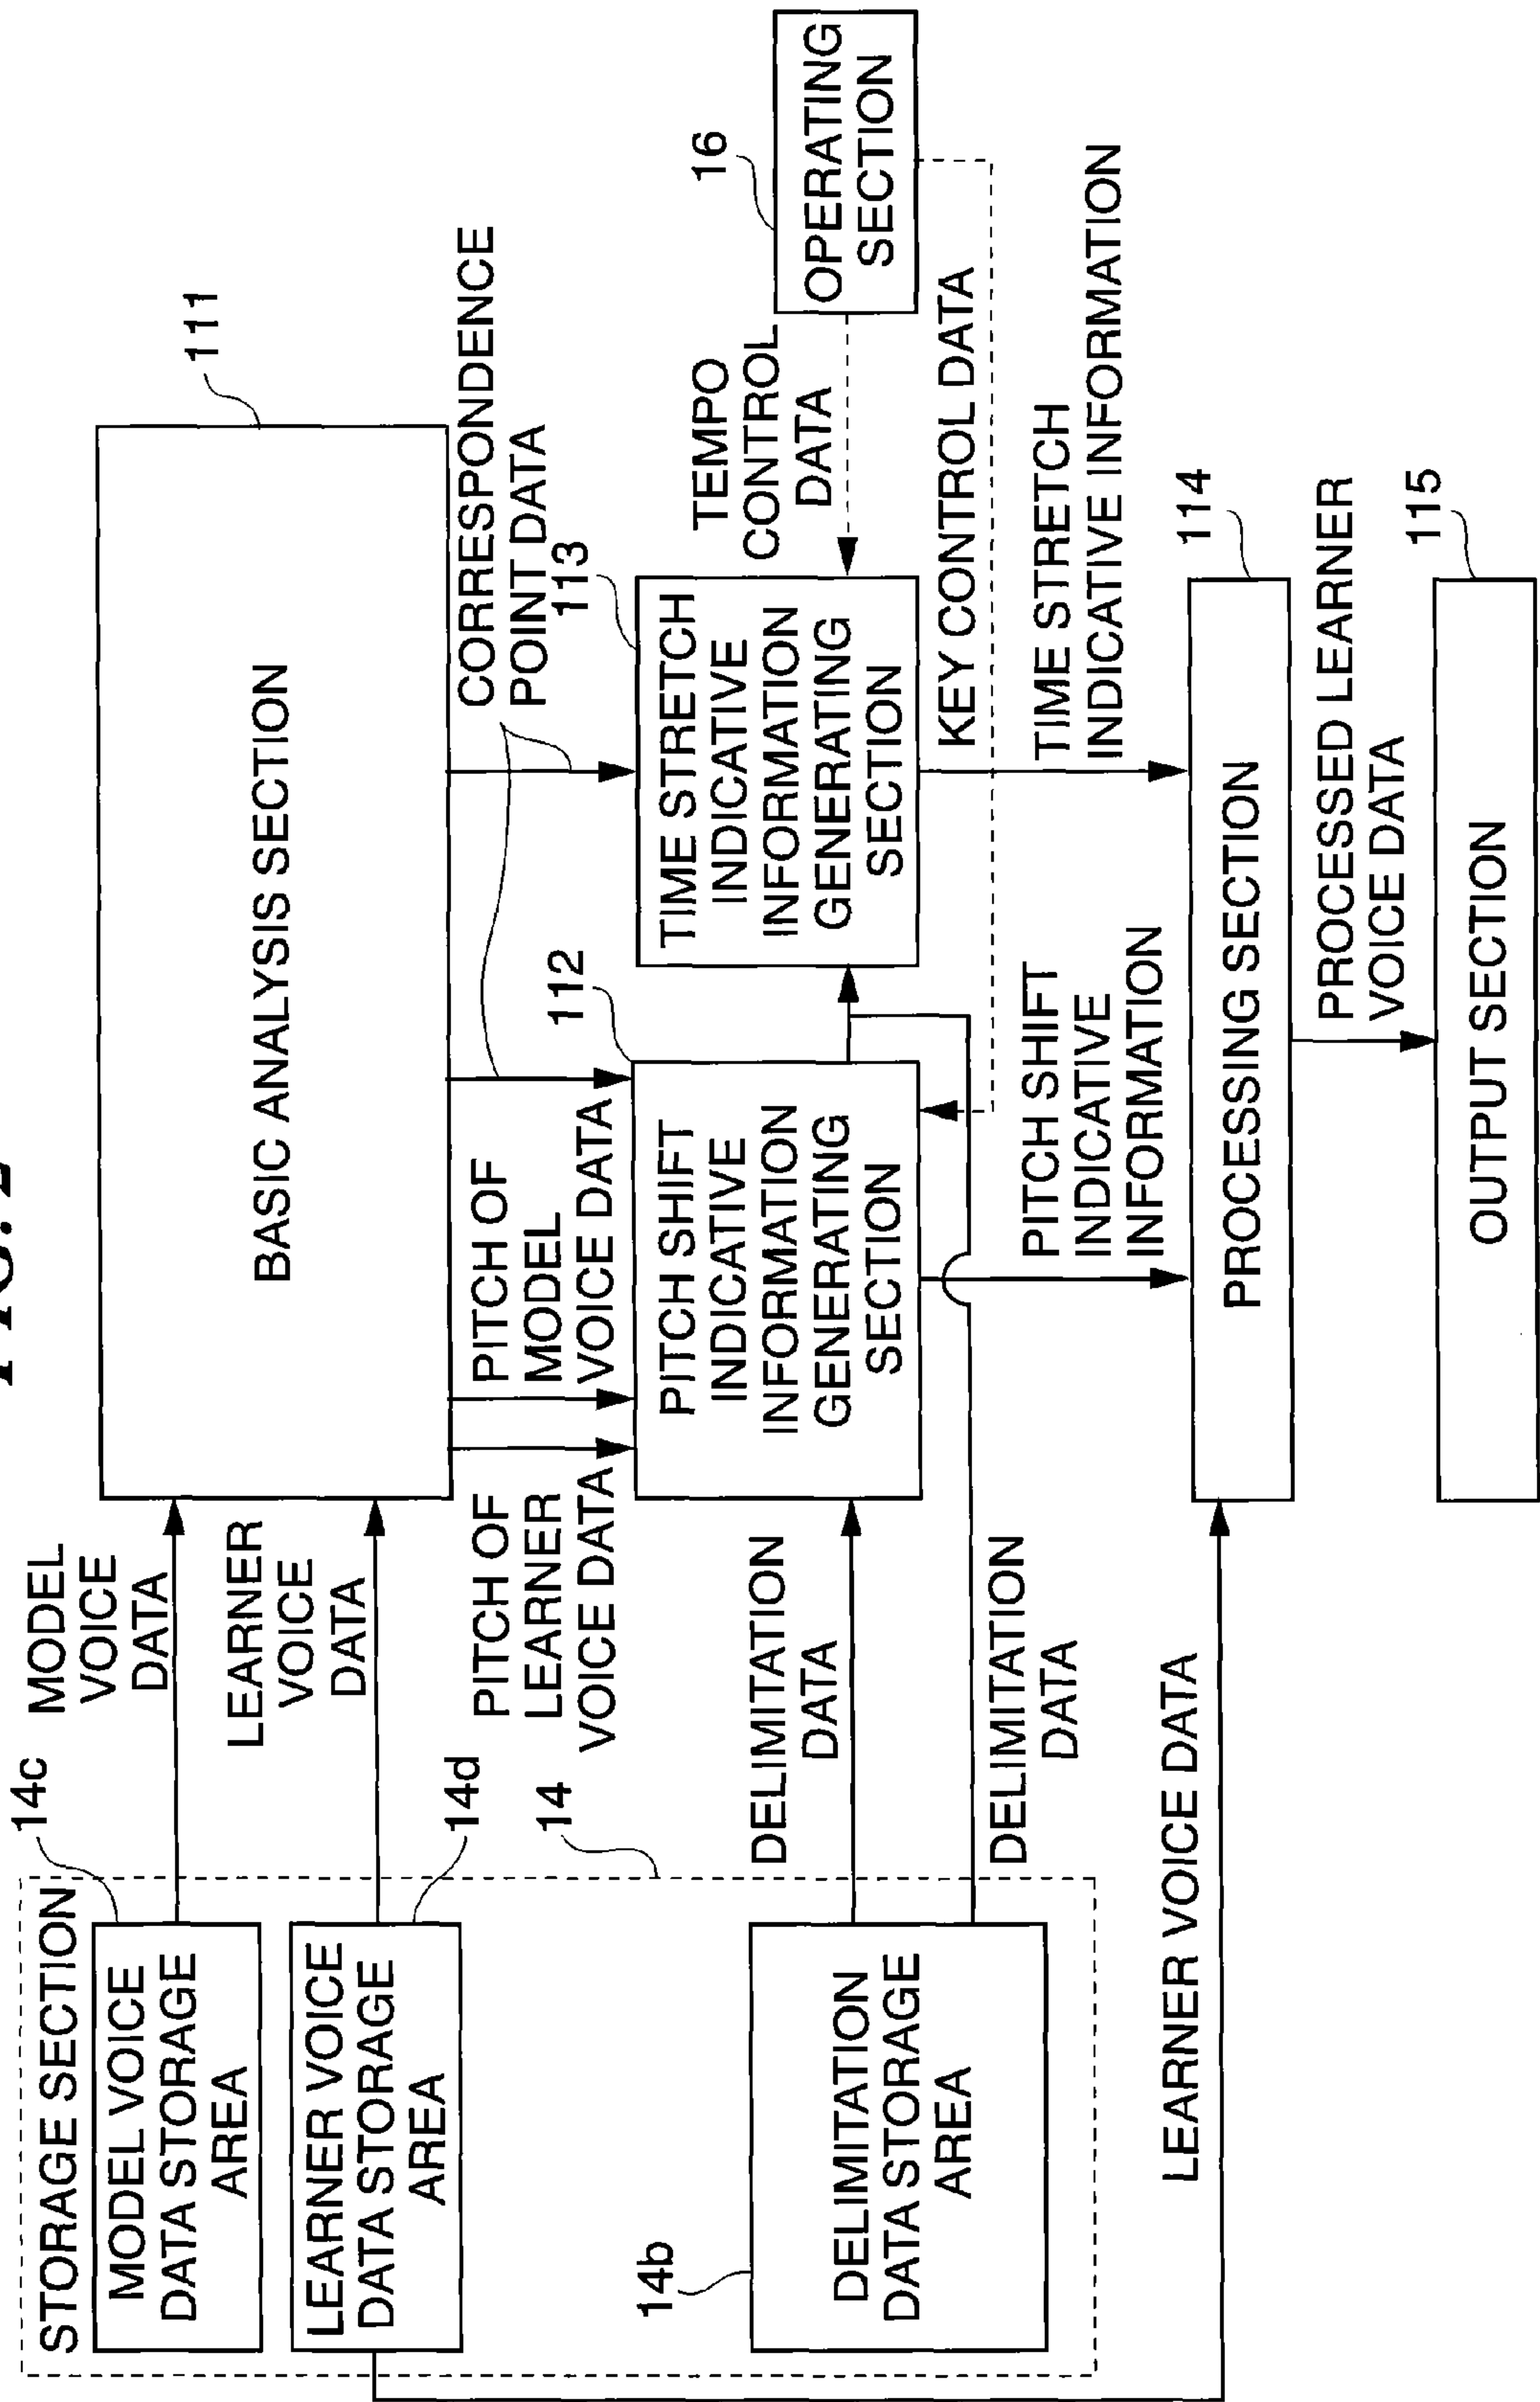 FIG. 2
STORAGE SECTION
14c
MODEL VOICE
DATA STORAGE
AREA
LEARNER VOICE
DATA STORAGE
AREA
14d
14
14b
DELIMITATION
DATA STORAGE
AREA
MODEL
VOICE
DATA
LEARNER
VOICE
DATA
BASIC ANALYSIS SECTION
111
PITCH OF
LEARNER
VOICE DATA
PITCH OF
MODEL
VOICE DATA
CORRESPONDENCE
POINT DATA
112
113
PITCH SHIFT
INDICATIVE
INFORMATION
GENERATING
SECTION
TIME STRETCH
INDICATIVE
INFORMATION
GENERATING
SECTION
TEMPO
CONTROL
DATA
16
OPERATING
SECTION
DELIMITATION
DATA
DELIMITATION
DATA
KEY CONTROL DATA
PITCH SHIFT
INDICATIVE
INFORMATION
TIME STRETCH
INDICATIVE INFORMATION
LEARNER VOICE DATA
PROCESSING SECTION
114
PROCESSED LEARNER
VOICE DATA
OUTPUT SECTION
115